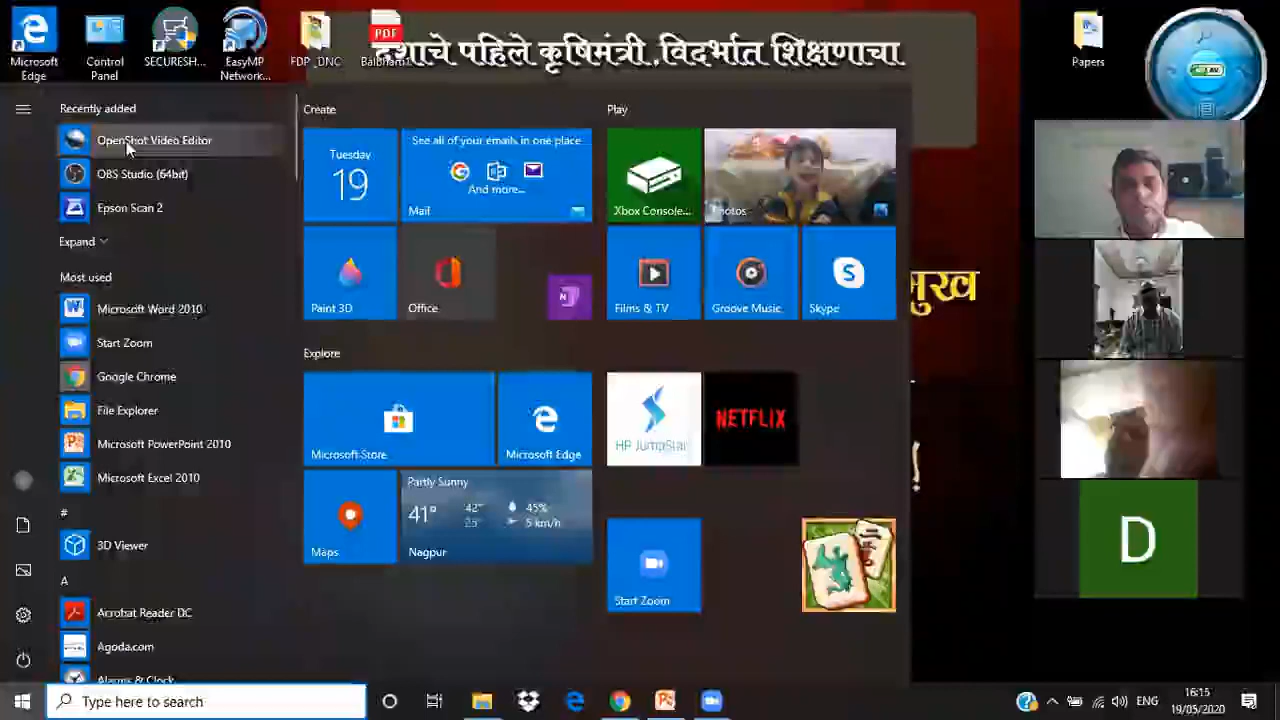 Microsoft
Edge
Control
Panel
SECURESH...
EasyMP
Network...
FDP_DNC
PDF
Papers
देशाचे पहिले कृषिमंत्री.विदर्भात शिक्षणाचा
Recently added
OpenShot Video Editor
OBS Studio (64bit)
Epson Scan 2
Expand
Most used
Microsoft Word 2010
Start Zoom
Google Chrome
File Explorer
Microsoft PowerPoint 2010
Microsoft Excel 2010
#
3D Viewer
A
Acrobat Reader DC
Agoda.com
Alarms & Clock
Create
Tuesday
19
See all of your emails in one place
And more...
Mail
Paint 3D
Office
Explore
Microsoft Store
Microsoft Edge
Maps
Partly Sunny
41°
42°
25°
45%
5 km/h
Nagpur
Play
Xbox Console...
Photos
Films & TV
Groove Music
Skype
HP JumpStar
NETFLIX
Start Zoom
मुख
D
Type here to search
ENG
16:15
19/05/2020